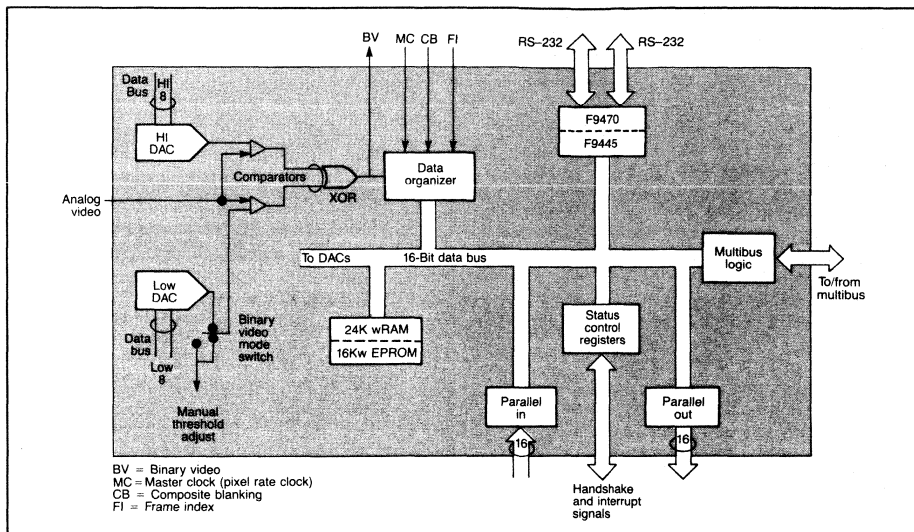 BV
MC
CB
FI
RS–232
RS–232
Data
Bus
HI
8
HI
DAC
F9470
F9445
Comparators
XOR
Data
organizer
Analog
video
To DACs
16-Bit data bus
Multibus
logic
To/from
multibus
Low
DAC
Binary
video
mode
switch
Data
bus
Low
8
24K wRAM
16Kw EPROM
Status
control
registers
Manual
threshold
adjust
Parallel
in
Parallel
out
16
16
BV = Binary video
MC = Master clock (pixel rate clock)
CB = Composite blanking
FI = Frame index
Handshake
and interrupt
signals